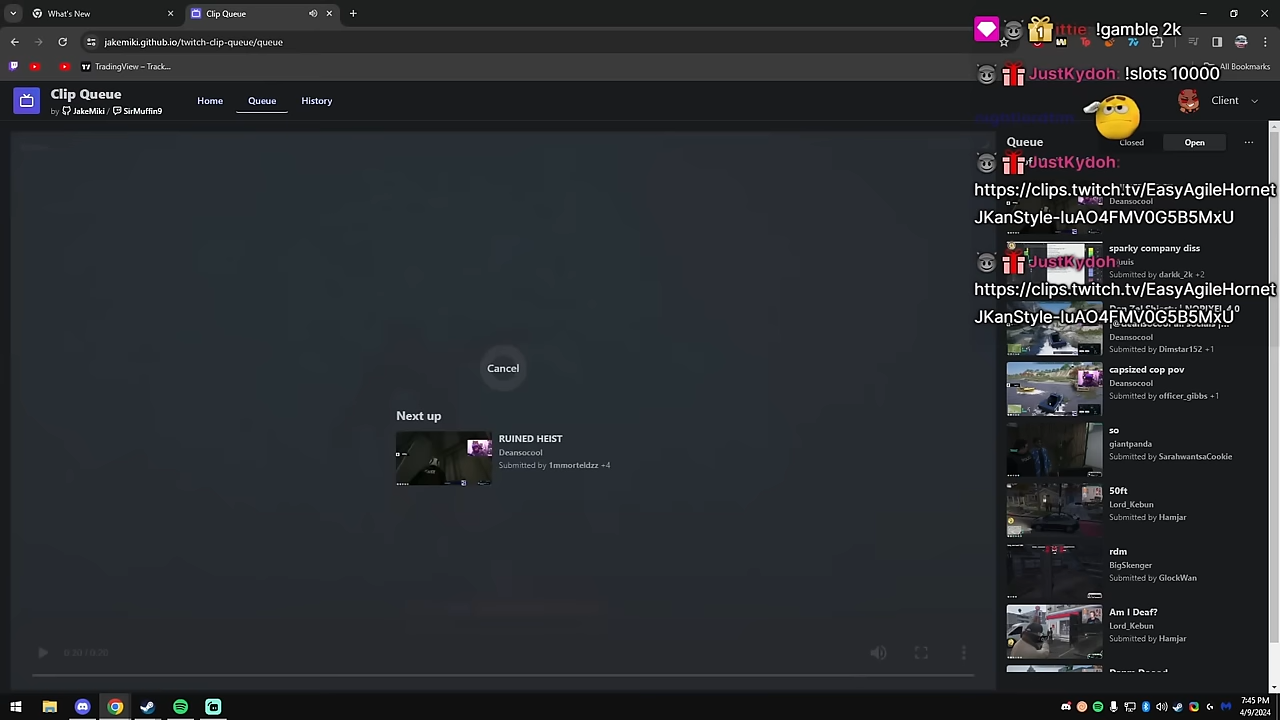 What's New
Clip Queue
jakemiki.github.io/twitch-clip-queue/queue
TradingView – Track...
All Bookmarks
!gamble 2k
JustKydoh: !slots 10000
Clip Queue
by JakeMiki / SirMuffin9
Home
Queue
History
Client
Queue
Closed
Open
JustKydoh:
https://clips.twitch.tv/EasyAgileHornet
Deansocool
sparky company diss
Submitted by darkk_2k +2
JustKydoh:
https://clips.twitch.tv/EasyAgileHornet
Deansocool
Submitted by Dimstar152 +1
capsized cop pov
Deansocool
Submitted by officer_gibbs +1
so
giantpanda
Submitted by SarahwantsaCookie
50ft
Lord_Kebun
Submitted by Hamjar
rdm
BigSkenger
Submitted by GlockWan
Am I Deaf?
Lord_Kebun
Submitted by Hamjar
Cancel
Next up
RUINED HEIST
Deansocool
Submitted by 1mmorteldzz +4
7:45 PM
4/9/2024